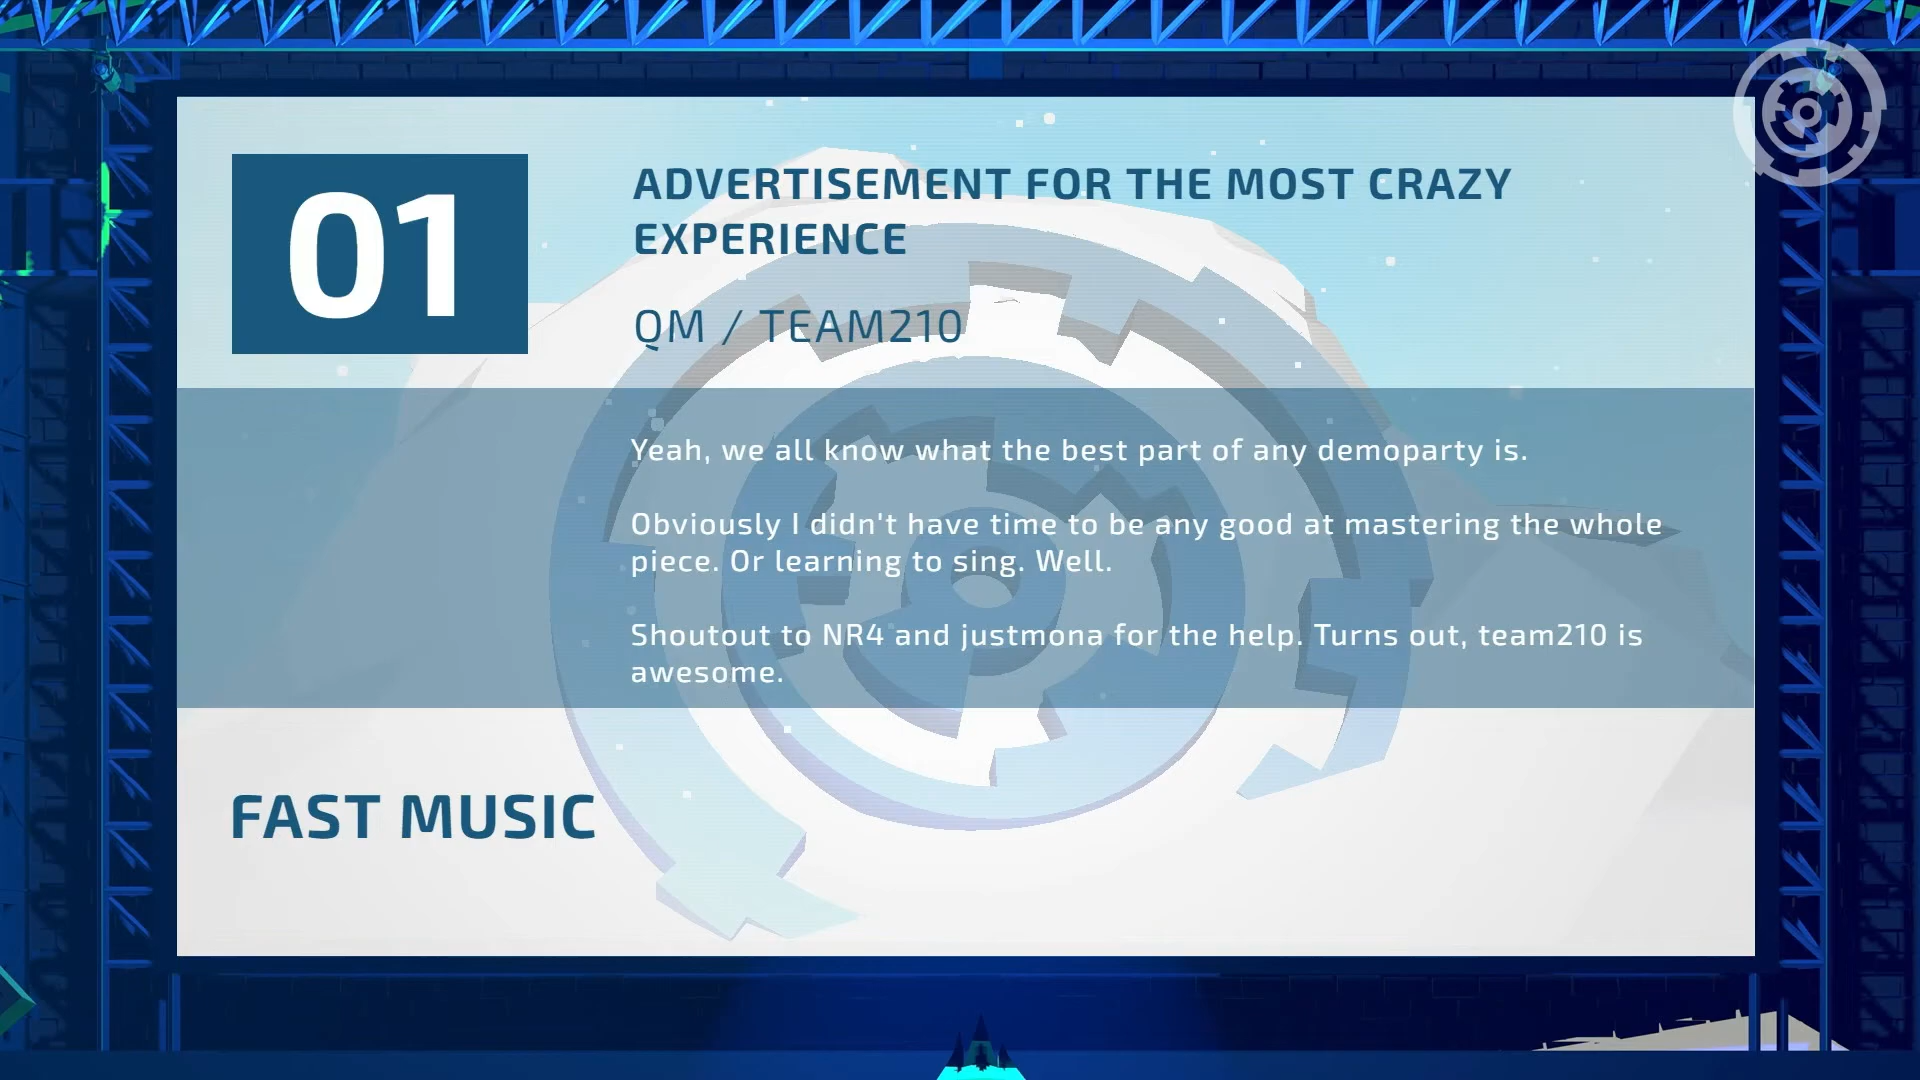 01
ADVERTISEMENT FOR THE MOST CRAZY
EXPERIENCE
QM / TEAM210
Yeah, we all know what the best part of any demoparty is.
Obviously I didn't have time to be any good at mastering the whole
piece. Or learning to sing. Well.
Shoutout to NR4 and justmona for the help. Turns out, team210 is
awesome.
FAST MUSIC